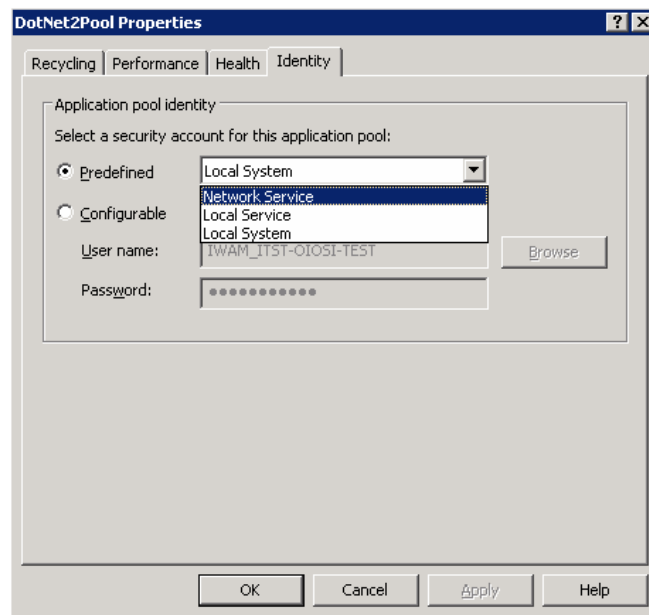 DotNet2Pool Properties
Recycling Performance Health Identity
Application pool identity
Select a security account for this application pool:
Predefined Local System
Network Service
Configurable Local Service
Local System
User name: IWAM_ITST-OIOSI-TEST Browse
Password: ●●●●●●●●●●●
OK Cancel Apply Help